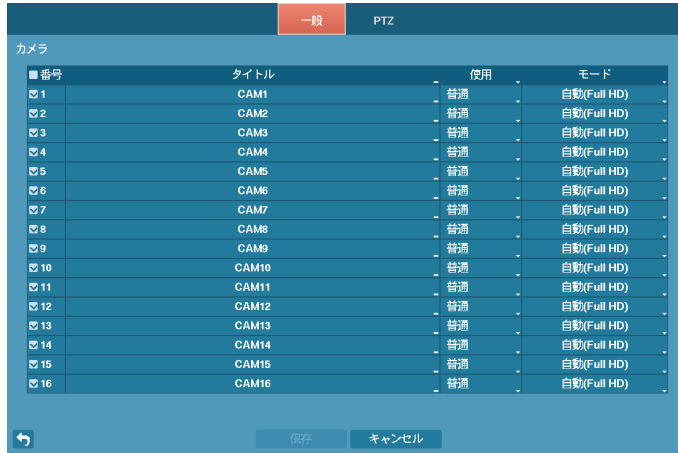 一般 PTZ
カメラ
番号 タイトル 使用 モード
1 CAM1 普通 自動(Full HD)
2 CAM2 普通 自動(Full HD)
3 CAM3 普通 自動(Full HD)
4 CAM4 普通 自動(Full HD)
5 CAM5 普通 自動(Full HD)
6 CAM6 普通 自動(Full HD)
7 CAM7 普通 自動(Full HD)
8 CAM8 普通 自動(Full HD)
9 CAM9 普通 自動(Full HD)
10 CAM10 普通 自動(Full HD)
11 CAM11 普通 自動(Full HD)
12 CAM12 普通 自動(Full HD)
13 CAM13 普通 自動(Full HD)
14 CAM14 普通 自動(Full HD)
15 CAM15 普通 自動(Full HD)
16 CAM16 普通 自動(Full HD)
保存 キャンセル